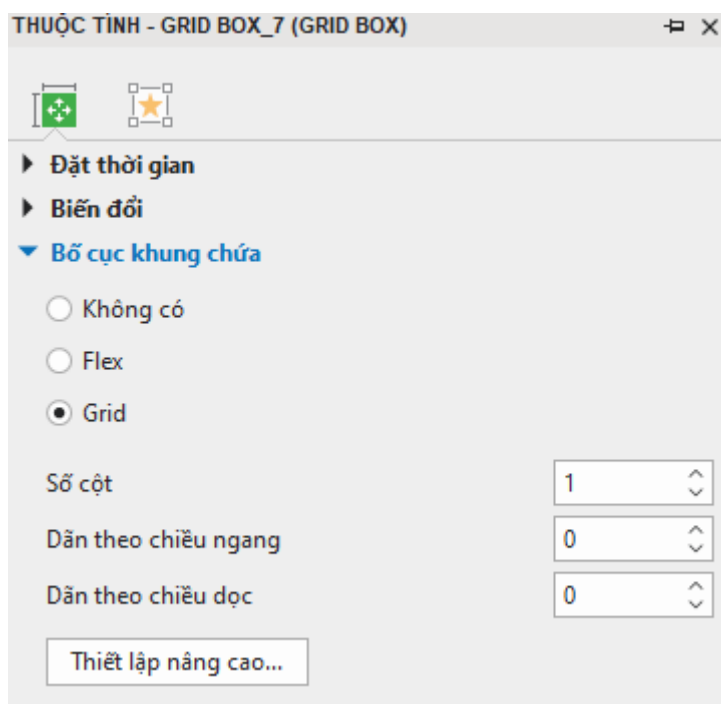 THUỘC TÍNH - GRID BOX_7 (GRID BOX)
Đặt thời gian
Biến đổi
Bố cục khung chứa
Không có
Flex
Grid
Số cột 1
Dãn theo chiều ngang 0
Dãn theo chiều dọc 0
Thiết lập nâng cao...